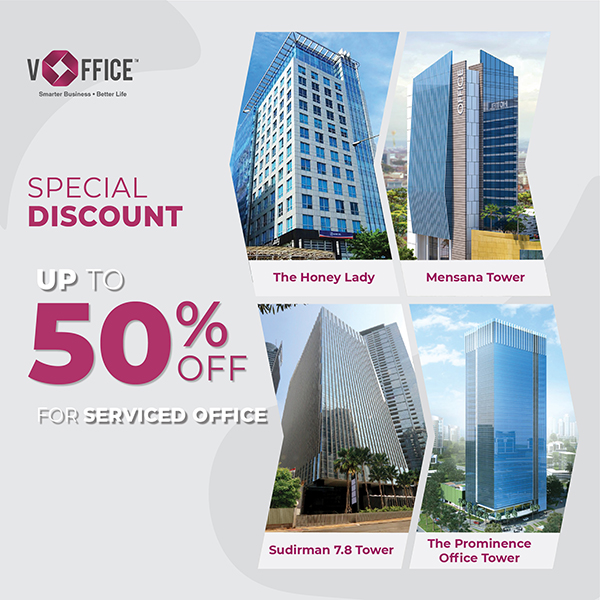 VOFFICE™
Smarter Business • Better Life
SPECIAL
DISCOUNT
UP TO
50%
OFF
FOR SERVICED OFFICE
OFFICE
The Honey Lady
Mensana Tower
Sudirman 7.8 Tower
The Prominence
Office Tower